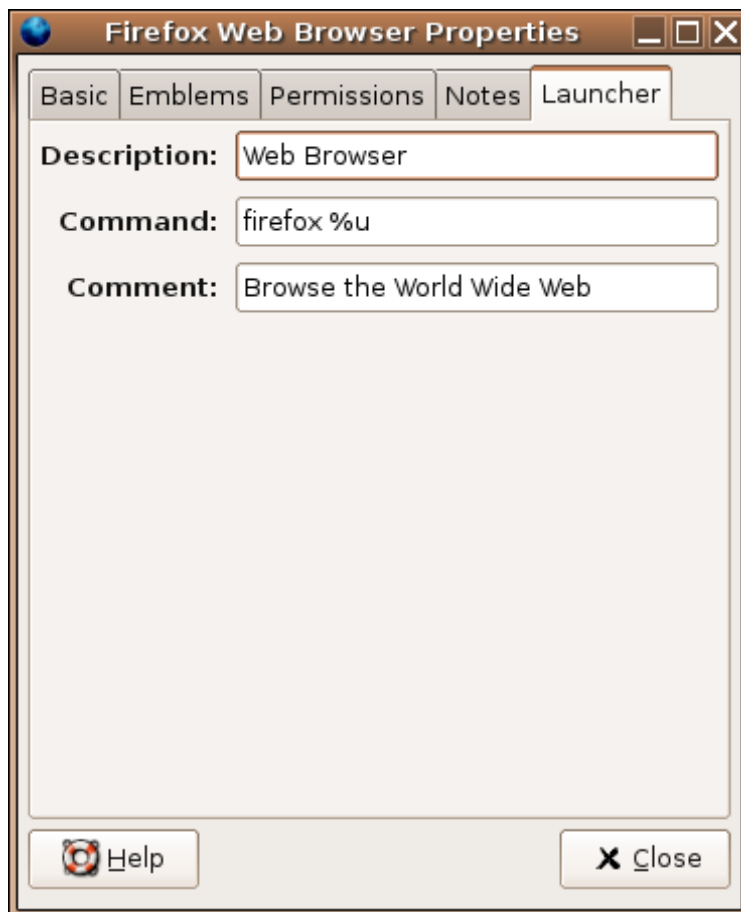 Firefox Web Browser Properties
Basic Emblems Permissions Notes Launcher
Description: Web Browser
Command: firefox %u
Comment: Browse the World Wide Web
Help Close